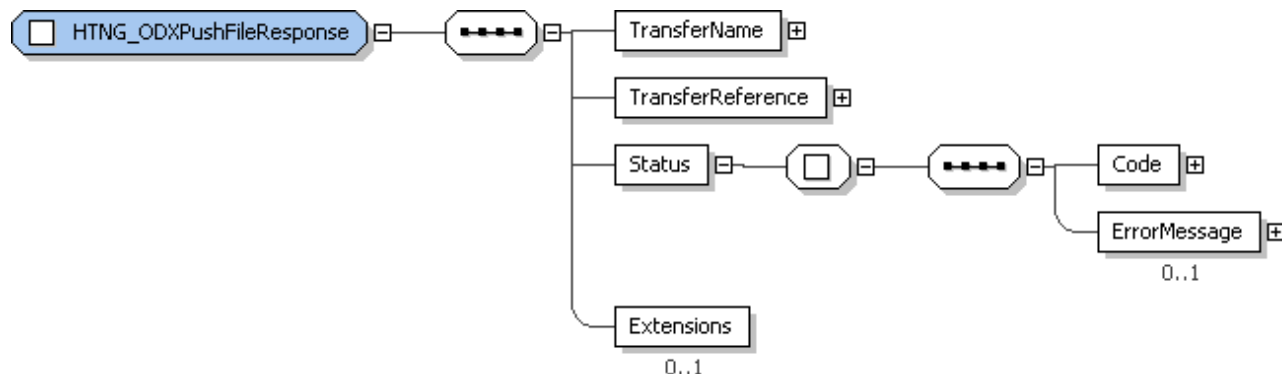 HTNG_ODXPushFileResponse
TransferName
TransferReference
Status
Code
ErrorMessage
0..1
Extensions
0..1